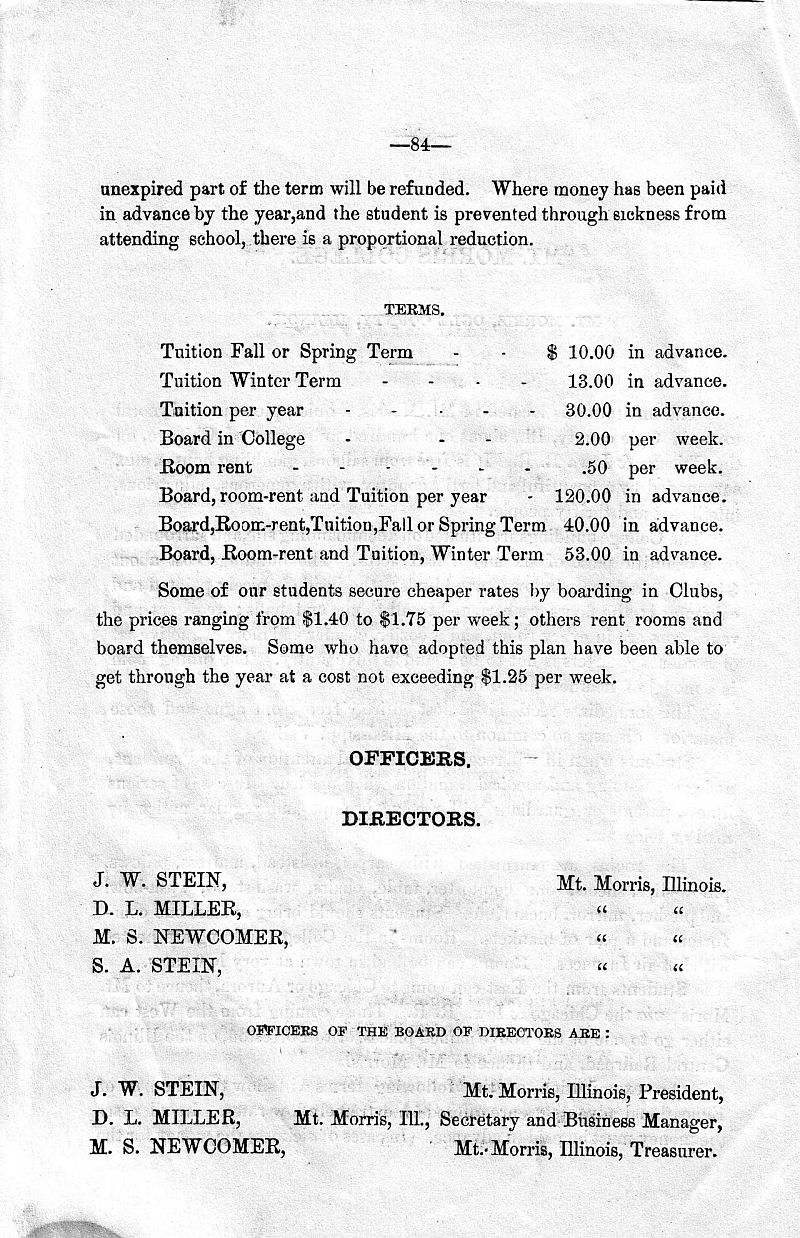 —84—
unexpired part of the term will be refunded. Where money has been paid
in advance by the year,and the student is prevented through sickness from
attending school, there is a proportional reduction.
TERMS.
Tuition Fall or Spring Term - - $ 10.00 in advance.
Tuition Winter Term - - - - 13.00 in advance.
Tuition per year - - - - - 30.00 in advance.
Board in College - - - - - 2.00 per week.
Room rent - - - - - - .50 per week.
Board, room-rent and Tuition per year - 120.00 in advance.
Board,Room-rent,Tuition,Fall or Spring Term 40.00 in advance.
Board, Room-rent and Tuition, Winter Term 53.00 in advance.
Some of our students secure cheaper rates by boarding in Clubs,
the prices ranging from $1.40 to $1.75 per week; others rent rooms and
board themselves. Some who have adopted this plan have been able to
get through the year at a cost not exceeding $1.25 per week.
OFFICERS.
DIRECTORS.
J. W. STEIN, Mt. Morris, Illinois.
D. L. MILLER, “ “
M. S. NEWCOMER, “ “
S. A. STEIN, “ “
OFFICERS OF THE BOARD OF DIRECTORS ARE:
J. W. STEIN, Mt. Morris, Illinois, President,
D. L. MILLER, Mt. Morris, Ill., Secretary and Business Manager,
M. S. NEWCOMER, Mt. Morris, Illinois, Treasurer.